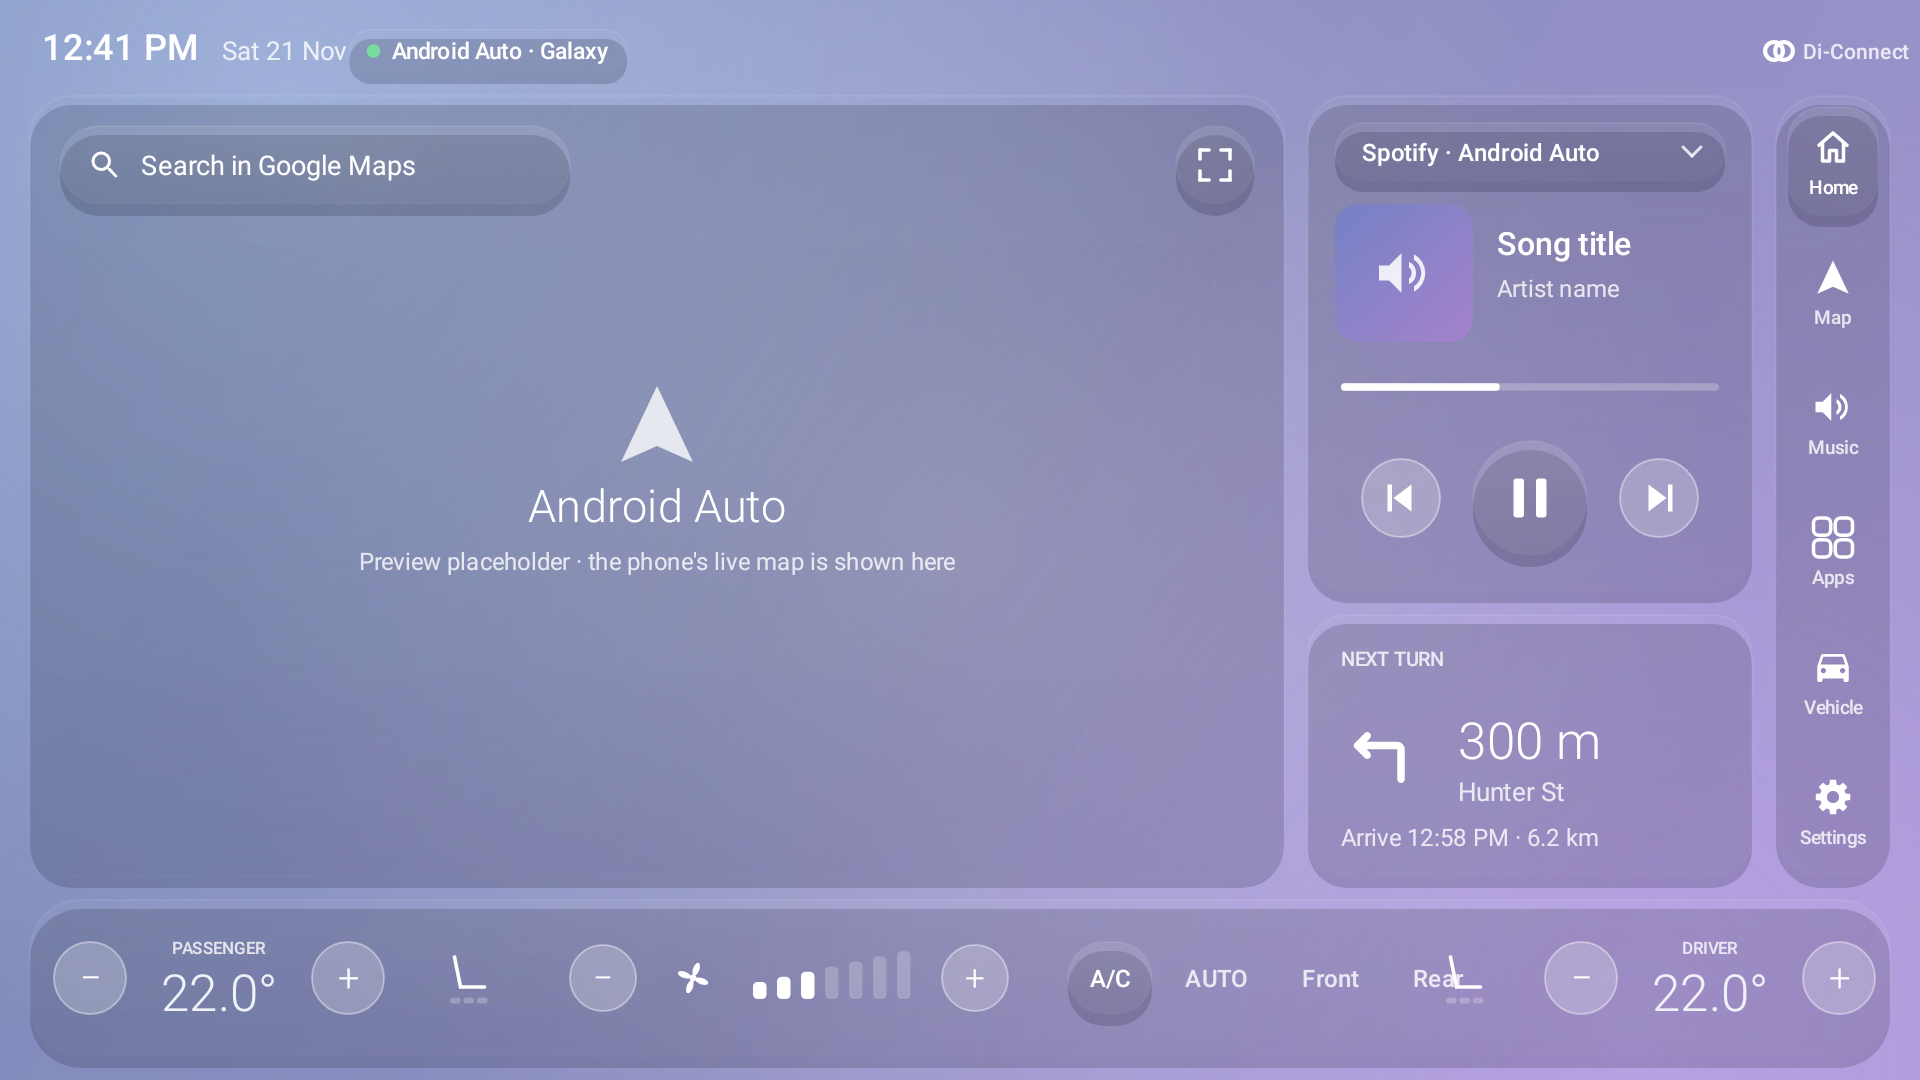 12:41 PM
Sat 21 Nov
Android Auto · Galaxy
Di-Connect
Search in Google Maps
Android Auto
Preview placeholder · the phone's live map is shown here
Spotify · Android Auto
Song title
Artist name
NEXT TURN
300 m
Hunter St
Arrive 12:58 PM · 6.2 km
Home
Map
Music
Apps
Vehicle
Settings
PASSENGER
22.0°
A/C
AUTO
Front
Rear
DRIVER
22.0°